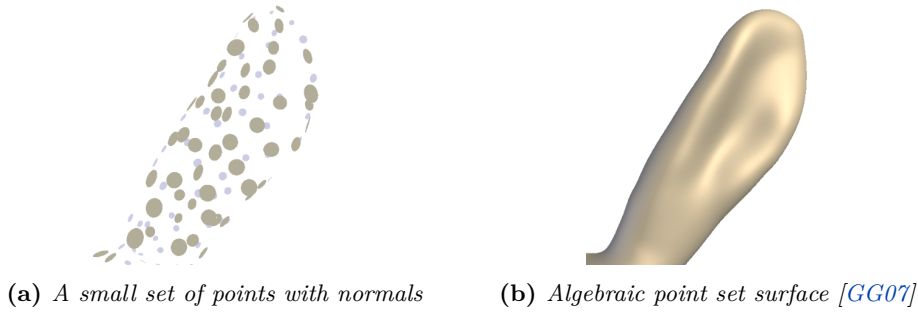 (a) A small set of points with normals
(b) Algebraic point set surface [GG07]